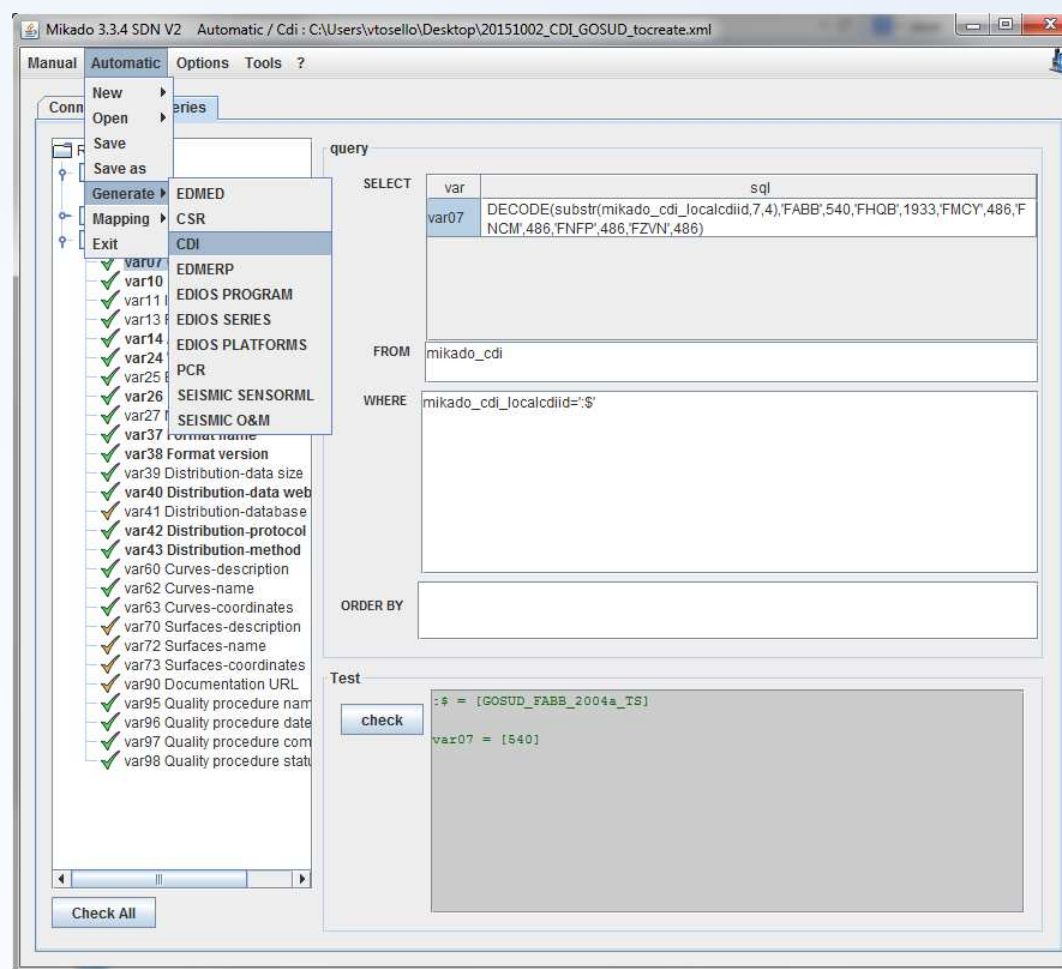 Mikado 3.3.4 SDN V2 Automatic / Cdi : C:\Users\vtosello\Desktop\20151002_CDI_GOSUD_tocreate.xml
Manual Automatic Options Tools ?
Conn
eries
New
Open
Save
Save as
Generate
Mapping
Exit
EDMED
CSR
CDI
EDMERP
EDIOS PROGRAM
EDIOS SERIES
EDIOS PLATFORMS
PCR
SEISMIC SENSORML
SEISMIC O&M
var07
var10
var11
var13
var14
var24
var25
var26
var27
var37 Format name
var38 Format version
var39 Distribution-data size
var40 Distribution-data web
var41 Distribution-database
var42 Distribution-protocol
var43 Distribution-method
var60 Curves-description
var62 Curves-name
var63 Curves-coordinates
var70 Surfaces-description
var72 Surfaces-name
var73 Surfaces-coordinates
var90 Documentation URL
var95 Quality procedure nam
var96 Quality procedure date
var97 Quality procedure com
var98 Quality procedure statu
Check All
query
SELECT
var sql
var07 DECODE(substr(mikado_cdi_localcdiid,7,4),'FABB',540,'FHQB',1933,'FMCY',486,'F
NCM',486,'FNFP',486,'FZVN',486)
FROM mikado_cdi
WHERE mikado_cdi_localcdiid=':$'
ORDER BY
Test
check
:$ = [GOSUD_FABB_2004a_TS]
var07 = [540]